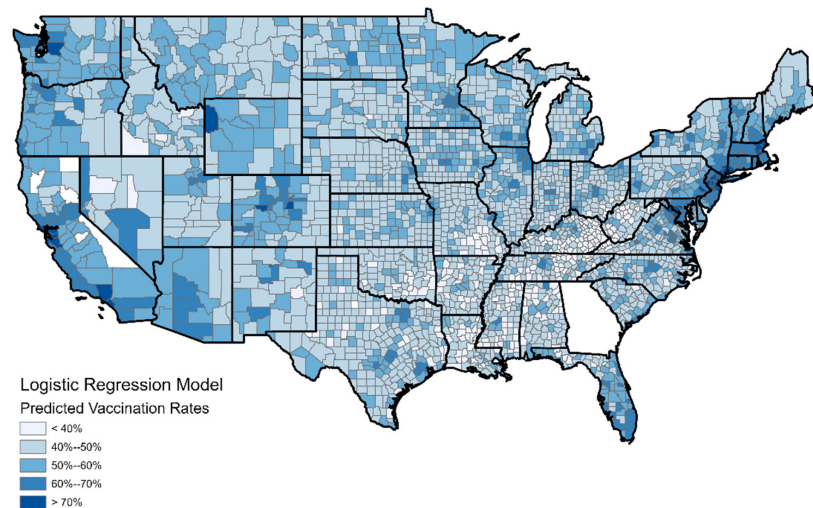 Logistic Regression Model
Predicted Vaccination Rates
< 40%
40%--50%
50%--60%
60%--70%
> 70%